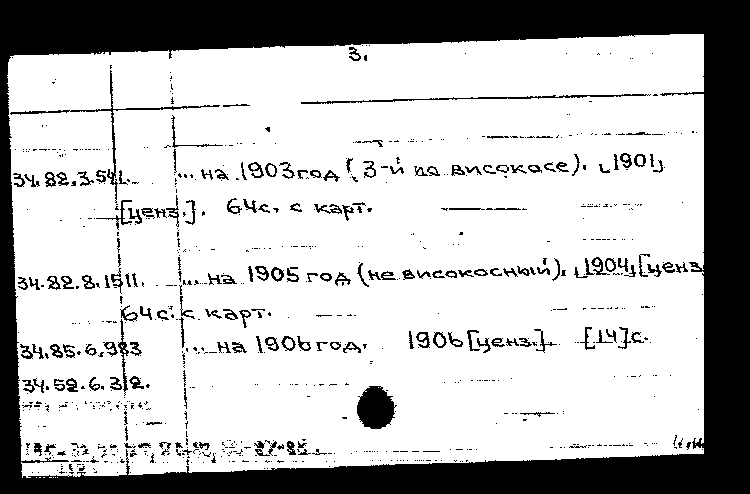 3.
34.82.3.541. ... на 1903 год (3-й по високосе). [1901]
[ценз.]. 64 с. с карт.
34.82.8.1511. ... на 1905 год (не високосный). [1904] [ценз
64 с. с карт.
34.85.6.983 ... на 1906 год. 1906 [ценз.]. [14] с.
34.52.6.312.